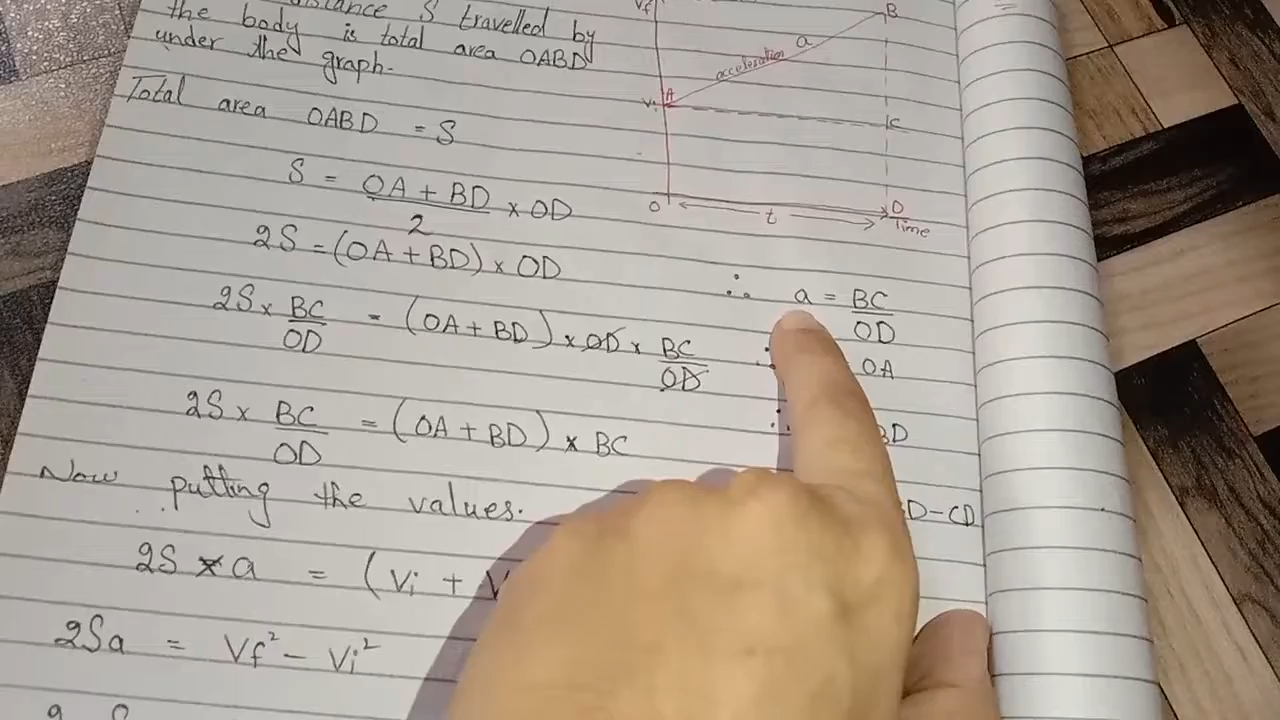 S travelled by
the body is total area OABD
under the graph.
Total area OABD = S
S = OA + BD / 2 × OD
2S = (OA + BD) × OD
2S × BC / OD = (OA + BD) × OD × BC / OD
2S × BC / OD = (OA + BD) × BC
Now putting the values.
2S × a = (Vi +
2Sa = Vf² - Vi²
Vf
B
a
acceleration
Vi
A
C
O
t
D
Time
∴ a = BC / OD
OA
BD
D - CD